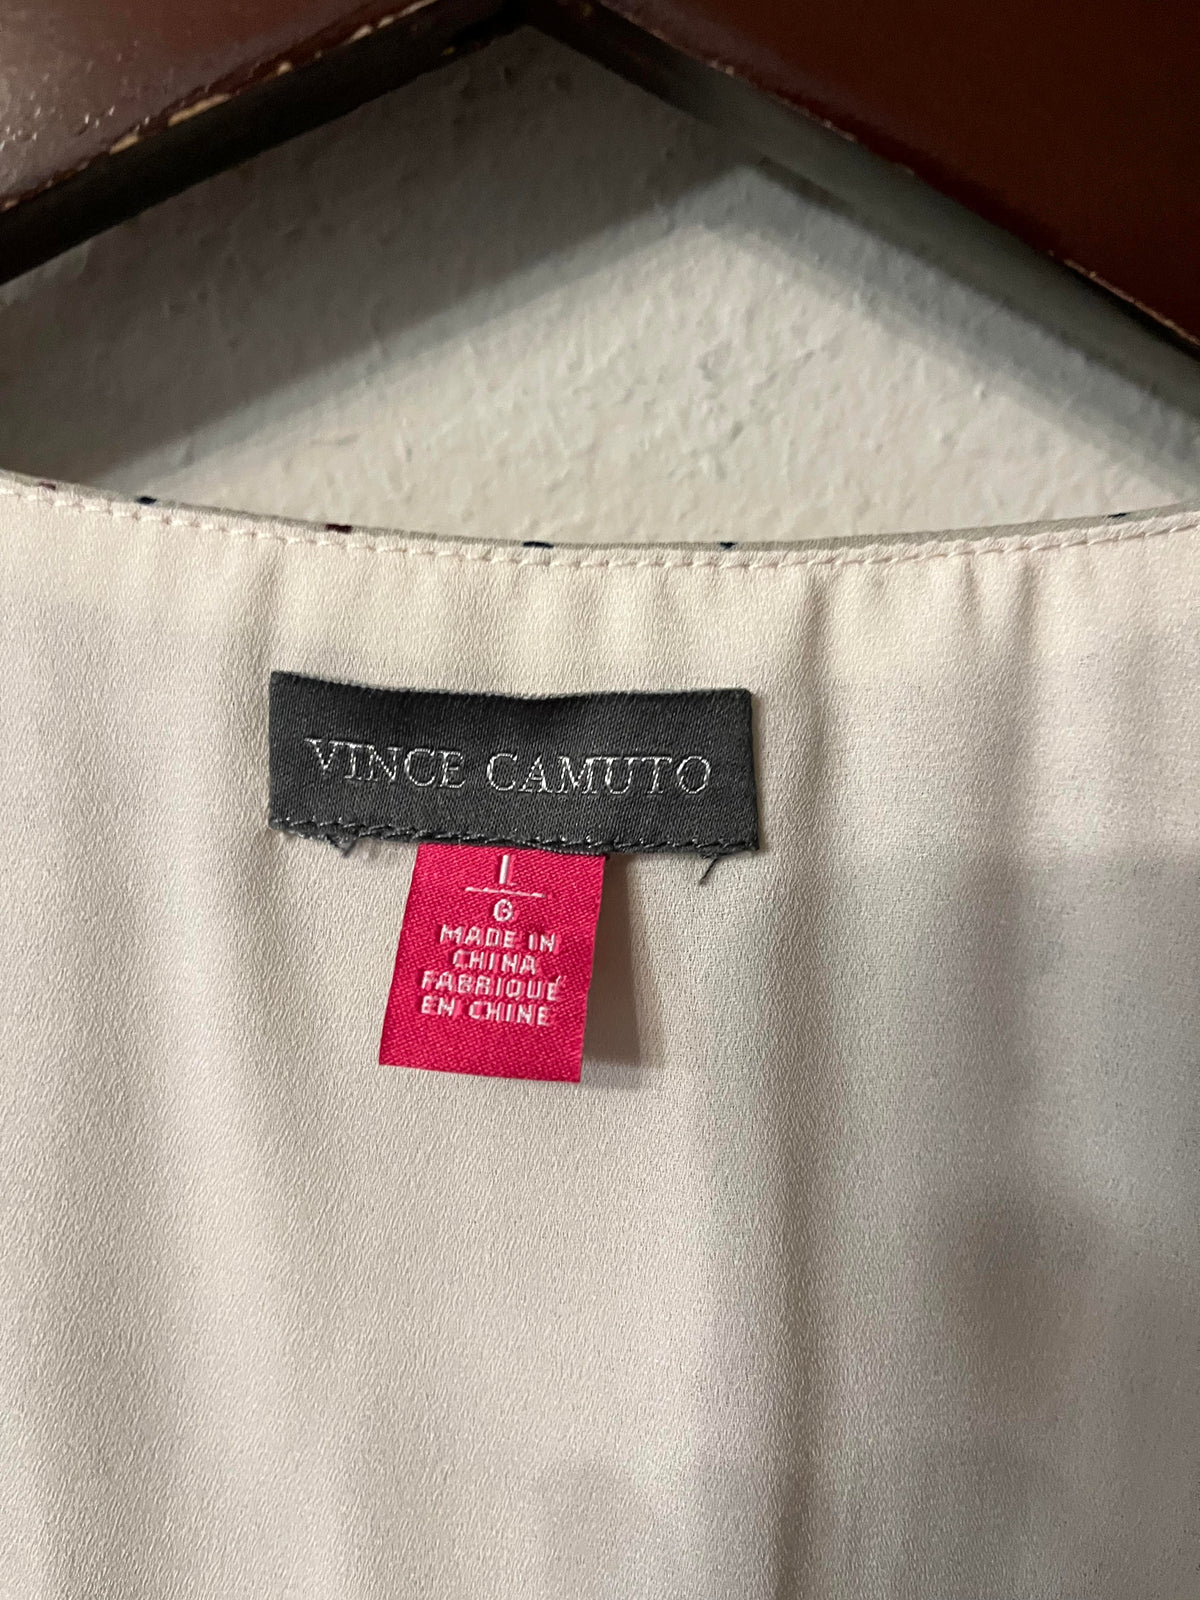 VINCE CAMUTO
L
G
MADE IN
CHINA
FABRIQUÉ
EN CHINE